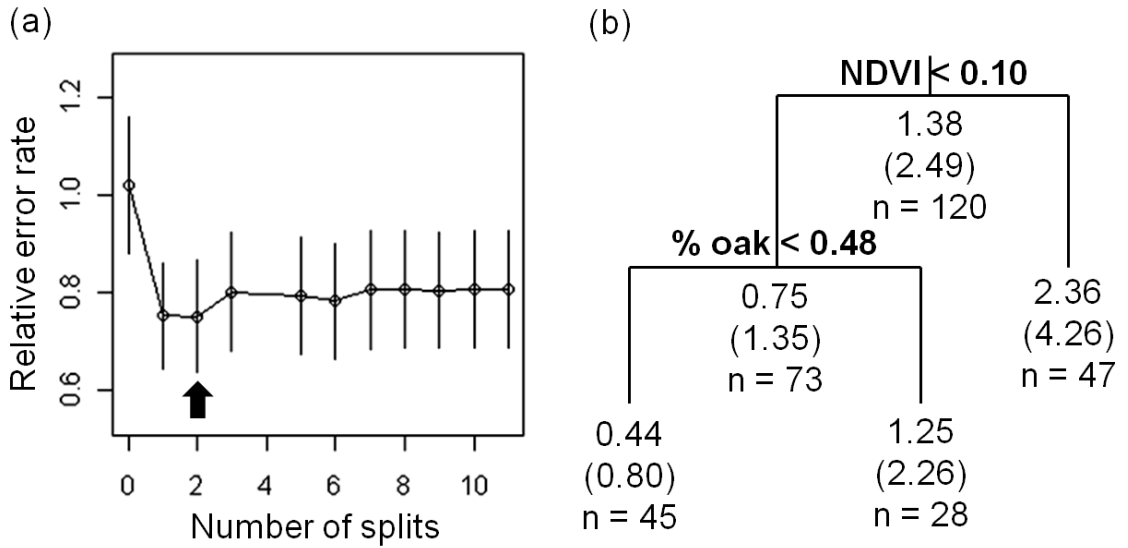 (a)
1.2
1.0
0.8
0.6
Relative error rate
0 2 4 6 8 10
Number of splits
(b)
NDVI < 0.10
1.38
(2.49)
n = 120
% oak < 0.48
0.75
(1.35)
n = 73
2.36
(4.26)
n = 47
0.44
(0.80)
n = 45
1.25
(2.26)
n = 28